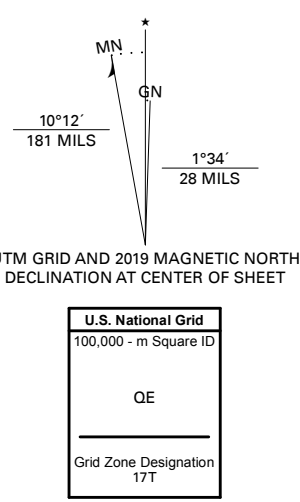 ★
MN
GN
10°12´
181 MILS
1°34´
28 MILS
UTM GRID AND 2019 MAGNETIC NORTH
DECLINATION AT CENTER OF SHEET
U.S. National Grid
100,000 - m Square ID
QE
Grid Zone Designation
17T